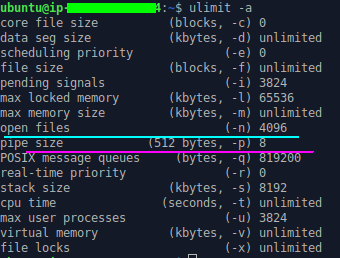 ubuntu@ip-4:~$ ulimit -a
core file size (blocks, -c) 0
data seg size (kbytes, -d) unlimited
scheduling priority (-e) 0
file size (blocks, -f) unlimited
pending signals (-i) 3824
max locked memory (kbytes, -l) 65536
max memory size (kbytes, -m) unlimited
open files (-n) 4096
pipe size (512 bytes, -p) 8
POSIX message queues (bytes, -q) 819200
real-time priority (-r) 0
stack size (kbytes, -s) 8192
cpu time (seconds, -t) unlimited
max user processes (-u) 3824
virtual memory (kbytes, -v) unlimited
file locks (-x) unlimited